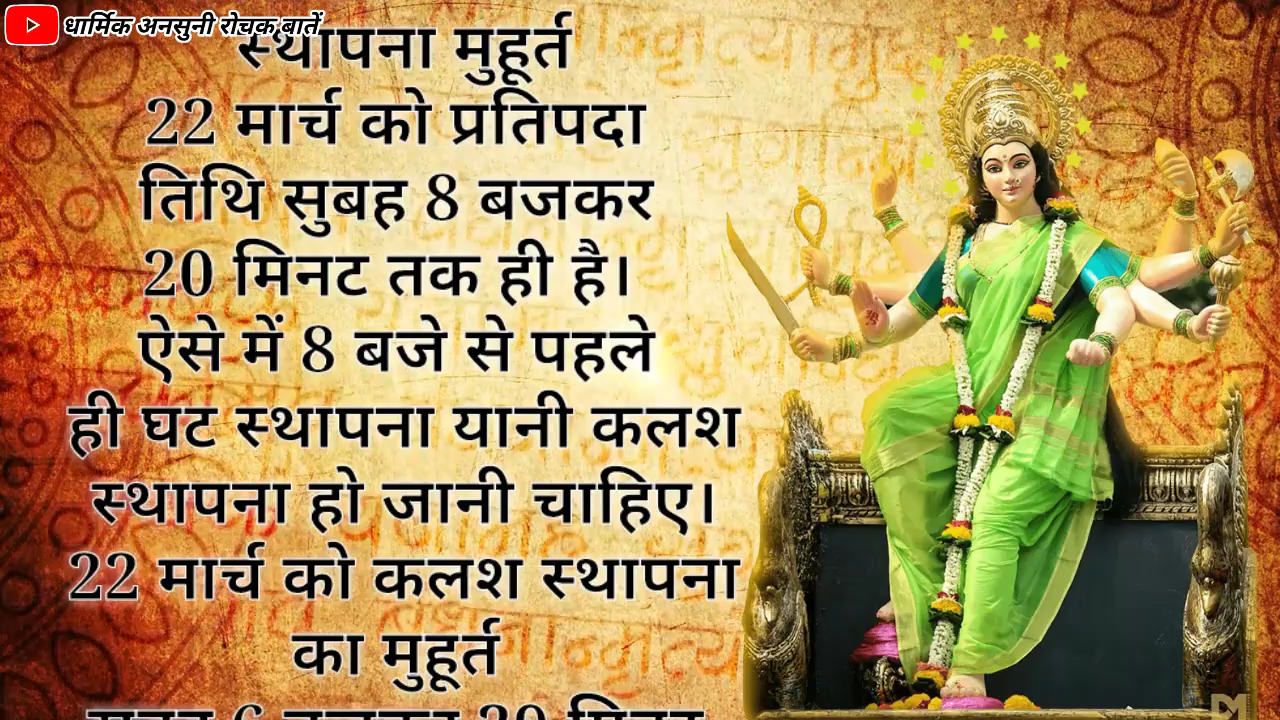 धार्मिक अनसुनी रोचक बातें
स्थापना मुहूर्त
22 मार्च को प्रतिपदा
तिथि सुबह 8 बजकर
20 मिनट तक ही है।
ऐसे में 8 बजे से पहले
ही घट स्थापना यानी कलश
स्थापना हो जानी चाहिए।
22 मार्च को कलश स्थापना
का मुहूर्त